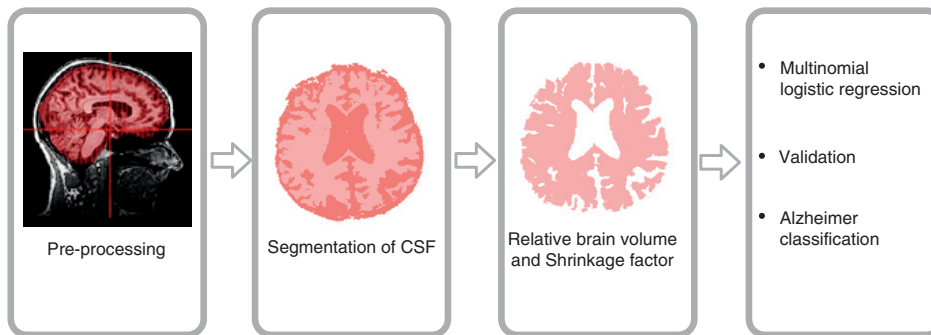 Pre-processing
Segmentation of CSF
Relative brain volume
and Shrinkage factor
• Multinomial
logistic regression
• Validation
• Alzheimer
classification